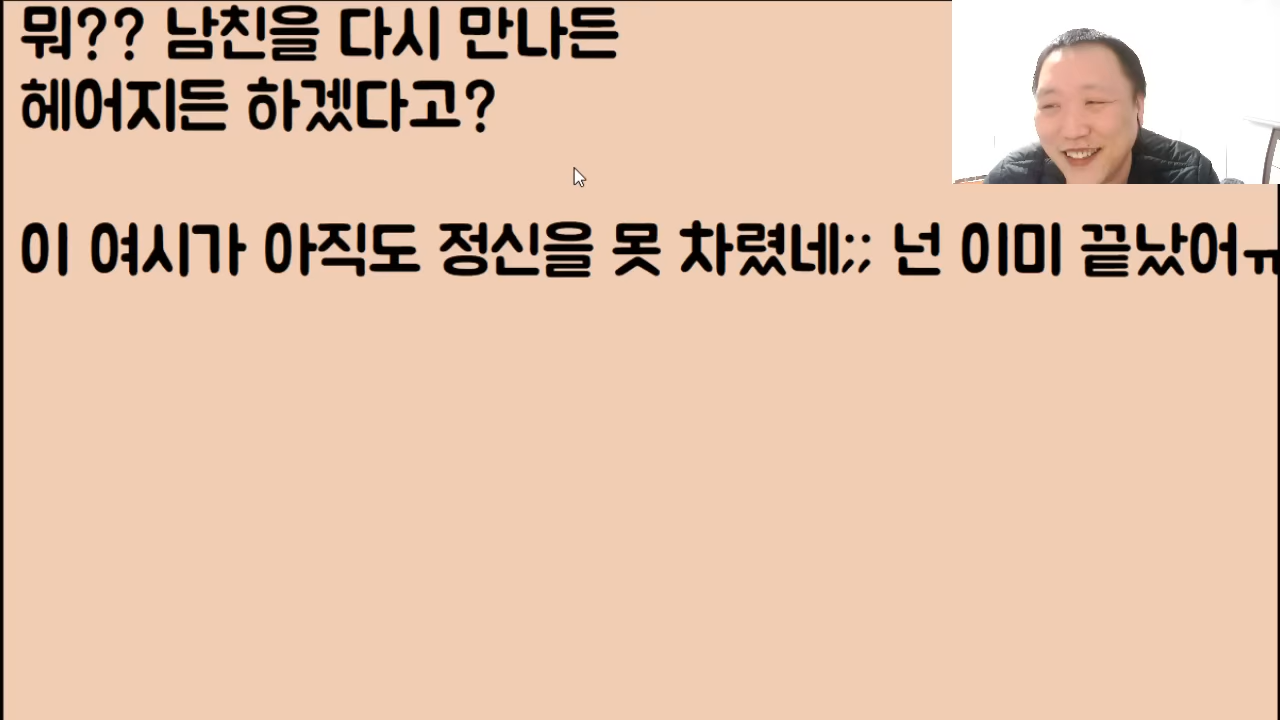 뭐?? 남친을 다시 만나든
헤어지든 하겠다고?
이 여시가 아직도 정신을 못 차렸네;; 넌 이미 끝났어ㅠ